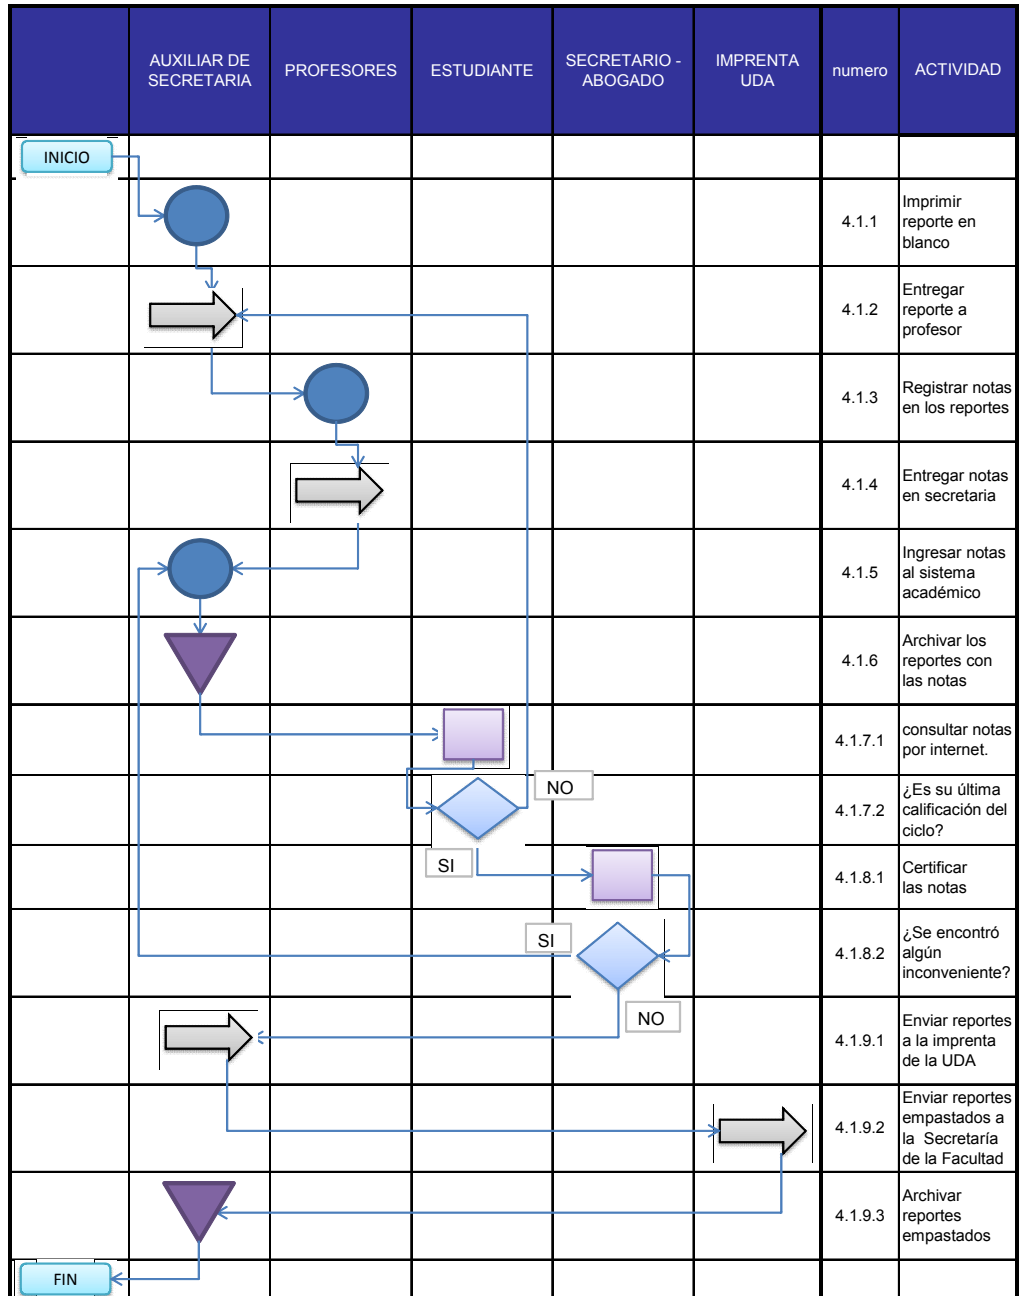 AUXILIAR DE
SECRETARIA
PROFESORES
ESTUDIANTE
SECRETARIO -
ABOGADO
IMPRENTA
UDA
numero
ACTIVIDAD
INICIO
4.1.1
Imprimir
reporte en
blanco
4.1.2
Entregar
reporte a
profesor
4.1.3
Registrar notas
en los reportes
4.1.4
Entregar notas
en secretaria
4.1.5
Ingresar notas
al sistema
académico
4.1.6
Archivar los
reportes con
las notas
4.1.7.1
consultar notas
por internet.
NO
4.1.7.2
¿Es su última
calificación del
ciclo?
SI
4.1.8.1
Certificar
las notas
SI
4.1.8.2
¿Se encontró
algún
inconveniente?
NO
4.1.9.1
Enviar reportes
a la imprenta
de la UDA
4.1.9.2
Enviar reportes
empastados a
la Secretaría
de la Facultad
4.1.9.3
Archivar
reportes
empastados
FIN